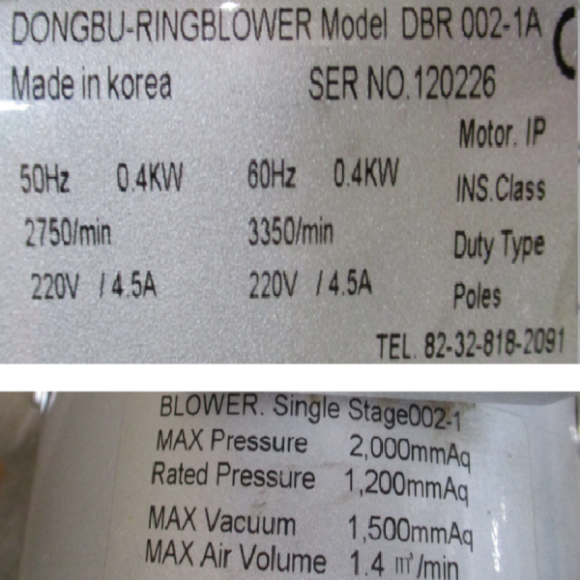 DONGBU-RINGBLOWER Model DBR 002-1A
Made in korea SER NO.120226
Motor. IP
50Hz 0.4KW 60Hz 0.4KW INS.Class
2750/min 3350/min Duty Type
220V / 4.5A 220V / 4.5A Poles
TEL. 82-32-818-2091
BLOWER. Single Stage002-1
MAX Pressure 2,000mmAq
Rated Pressure 1,200mmAq
MAX Vacuum 1,500mmAq
MAX Air Volume 1.4 ㎥/min